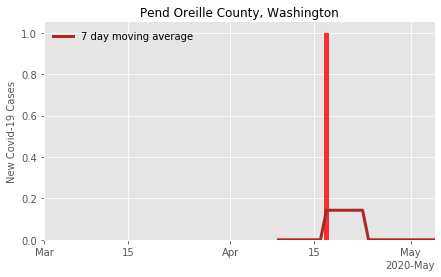 Pend Oreille County, Washington
7 day moving average
New Covid-19 Cases
1.0
0.8
0.6
0.4
0.2
0.0
Mar 15 Apr 15 May
2020-May